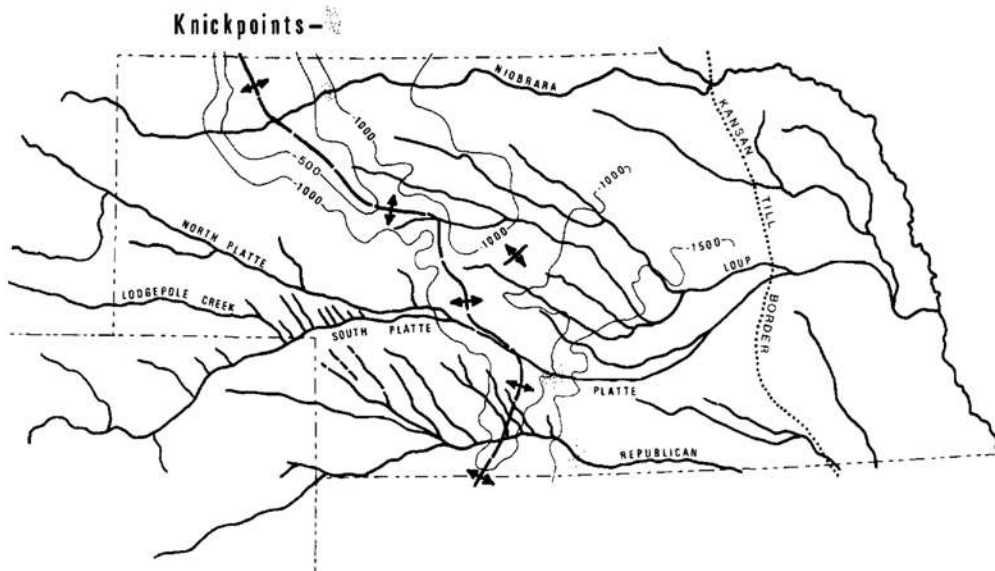 Knickpoints-
NIOBRARA
KANSAN TILL BORDER
-1000
-500
-1000
-1000
-1000
-1500
NORTH PLATTE
LODGEPOLE CREEK
SOUTH PLATTE
LOUP
PLATTE
REPUBLICAN